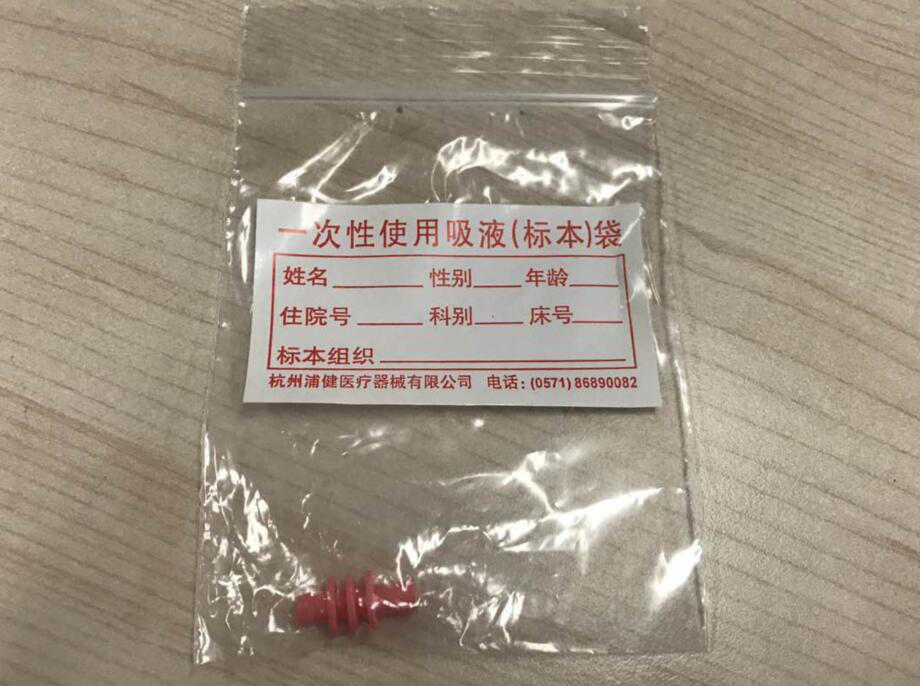 一次性使用吸液(标本)袋
姓名________ 性别____ 年龄____
住院号______ 科别____ 床号____
标本组织______________________
杭州浦健医疗器械有限公司 电话:(0571)86890082